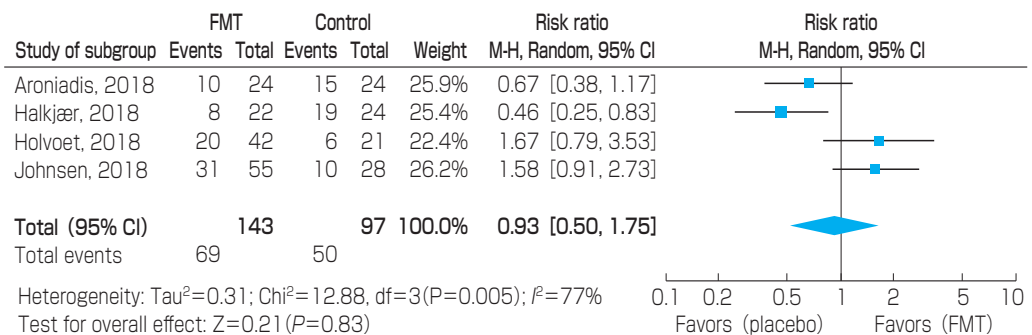 FMT Control Risk ratio Risk ratio
Study of subgroup Events Total Events Total Weight M-H, Random, 95% CI M-H, Random, 95% CI
Aroniadis, 2018 10 24 15 24 25.9% 0.67 [0.38, 1.17]
Halkjær, 2018 8 22 19 24 25.4% 0.46 [0.25, 0.83]
Holvoet, 2018 20 42 6 21 22.4% 1.67 [0.79, 3.53]
Johnsen, 2018 31 55 10 28 26.2% 1.58 [0.91, 2.73]
Total (95% CI) 143 97 100.0% 0.93 [0.50, 1.75]
Total events 69 50
Heterogeneity: Tau²=0.31; Chi²=12.88, df=3(P=0.005); I²=77%
Test for overall effect: Z=0.21(P=0.83)
0.1 0.2 0.5 1 2 5 10
Favors (placebo) Favors (FMT)